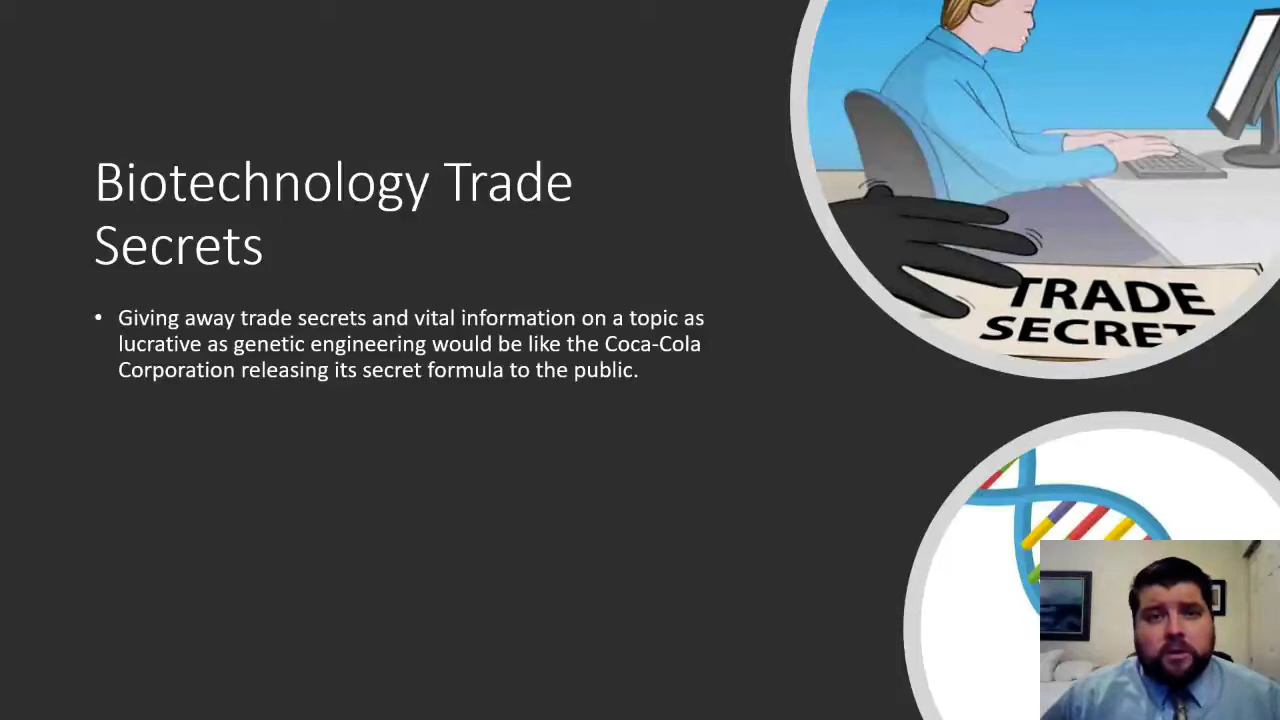 Biotechnology Trade
Secrets
• Giving away trade secrets and vital information on a topic as
lucrative as genetic engineering would be like the Coca-Cola
Corporation releasing its secret formula to the public.
TRADE
SECRET